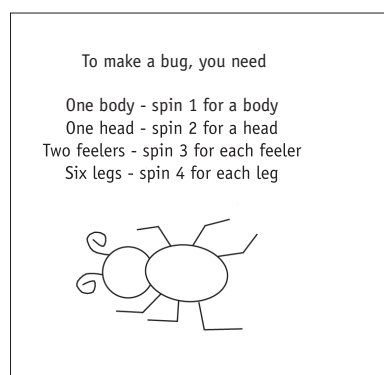 To make a bug, you need
One body - spin 1 for a body
One head - spin 2 for a head
Two feelers - spin 3 for each feeler
Six legs - spin 4 for each leg